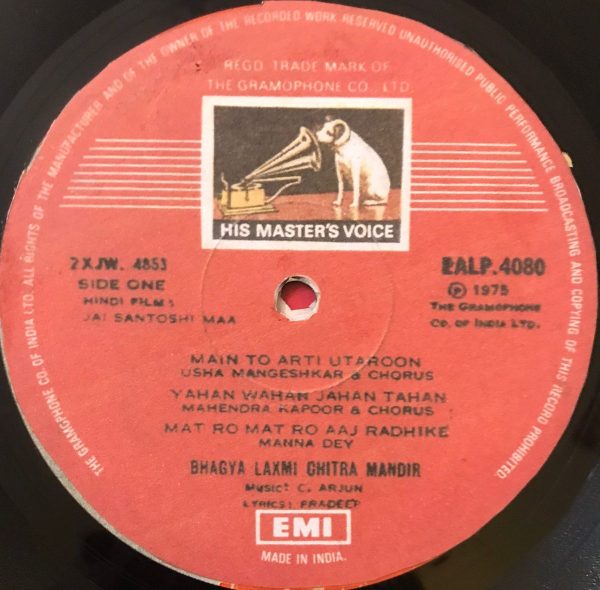 THE GRAMOPHONE CO. OF INDIA LTD. ALL RIGHTS OF THE MANUFACTURER AND OF THE OWNER OF THE RECORDED WORK RESERVED UNAUTHORISED PUBLIC PERFORMANCE BROADCASTING AND COPYING OF THIS RECORD PROHIBITED.
REGD. TRADE MARK OF
THE GRAMOPHONE CO., LTD.
HIS MASTER'S VOICE
2XJW. 4853
SIDE ONE
HINDI FILM:
JAI SANTOSHI MAA
EALP.4080
Ⓟ 1975
THE GRAMOPHONE
CO. OF INDIA LTD.
MAIN TO ARTI UTAROON
USHA MANGESHKAR & CHORUS
YAHAN WAHAN JAHAN TAHAN
MAHENDRA KAPOOR & CHORUS
MAT RO MAT RO AAJ RADHIKE
MANNA DEY
BHAGYA LAXMI CHITRA MANDIR
Music: C. ARJUN
LYRICS: PRADEEP
EMI
MADE IN INDIA.